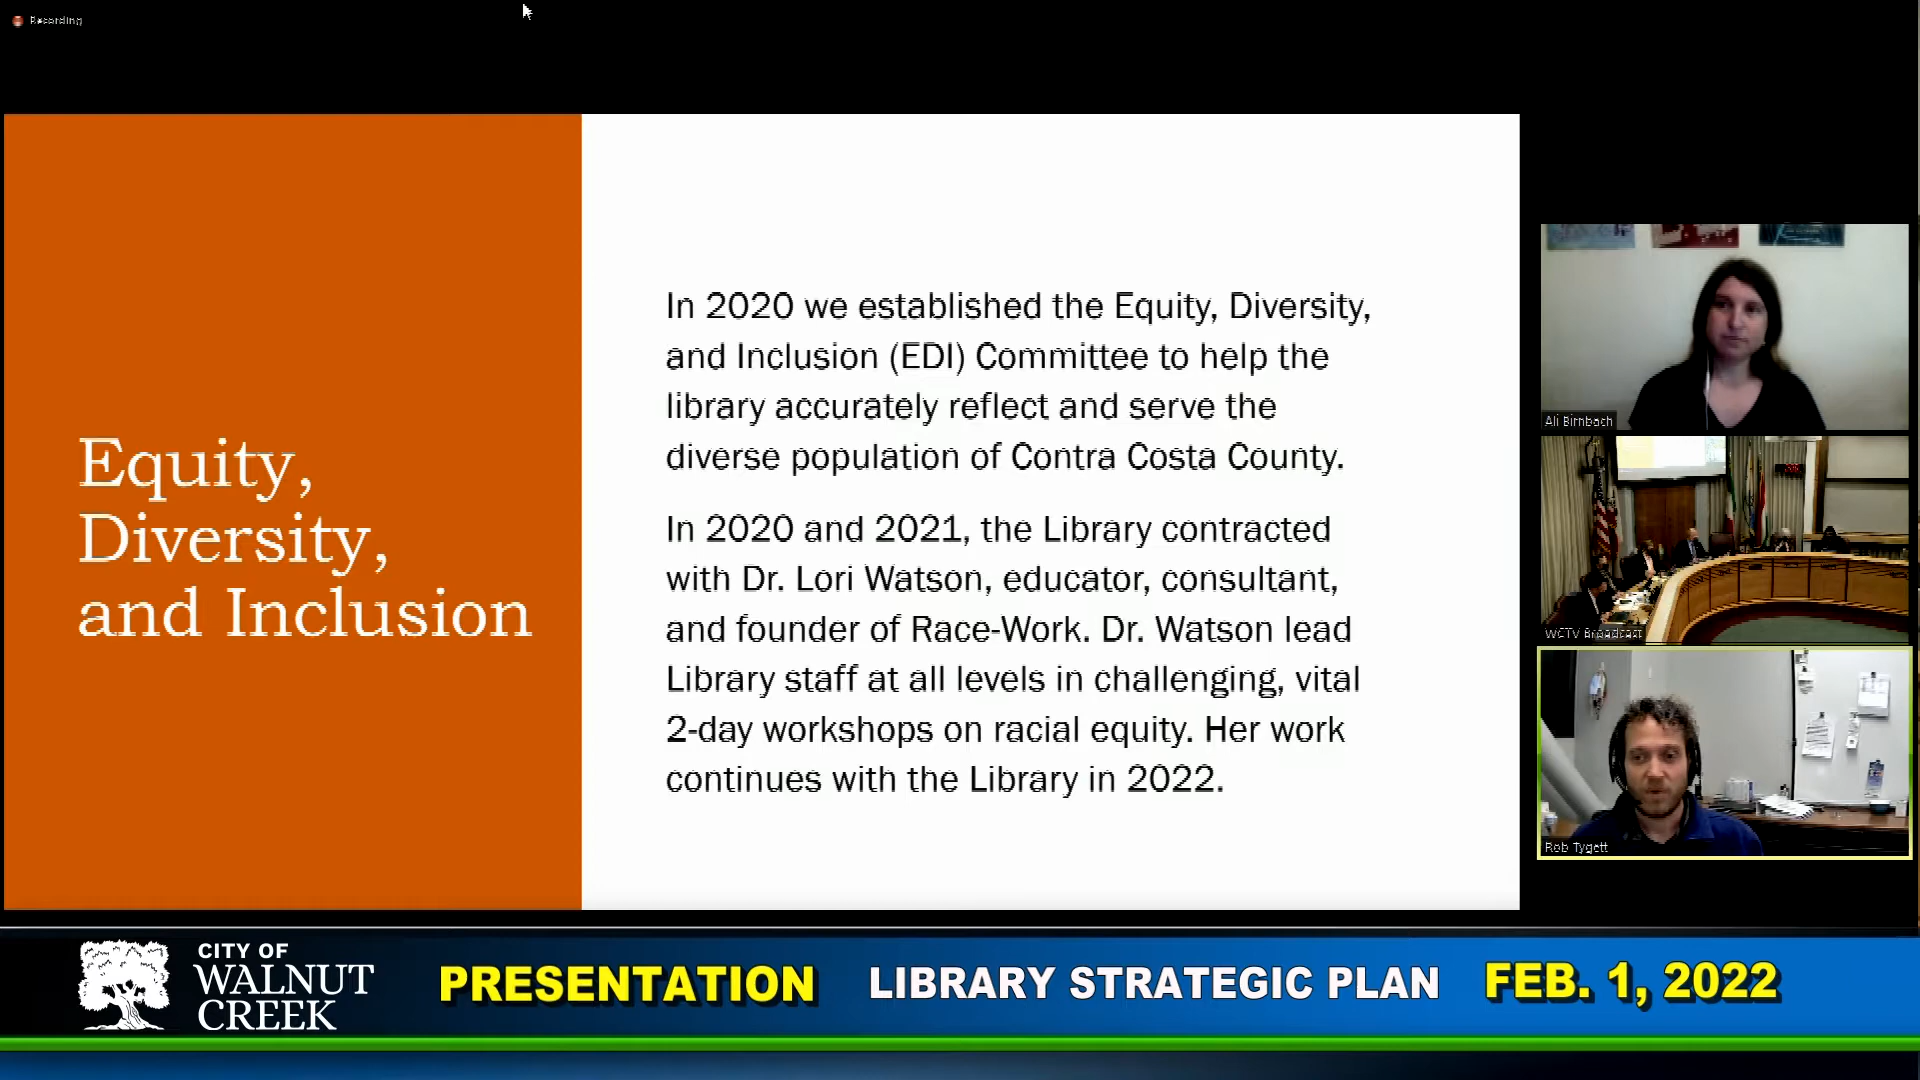 Recording
Equity,
Diversity,
and Inclusion
In 2020 we established the Equity, Diversity,
and Inclusion (EDI) Committee to help the
library accurately reflect and serve the
diverse population of Contra Costa County.
In 2020 and 2021, the Library contracted
with Dr. Lori Watson, educator, consultant,
and founder of Race-Work. Dr. Watson lead
Library staff at all levels in challenging, vital
2-day workshops on racial equity. Her work
continues with the Library in 2022.
Ali Birnbach
WCTV Broadcast
Rob Tygett
CITY OF
WALNUT
CREEK
PRESENTATION
LIBRARY STRATEGIC PLAN
FEB. 1, 2022